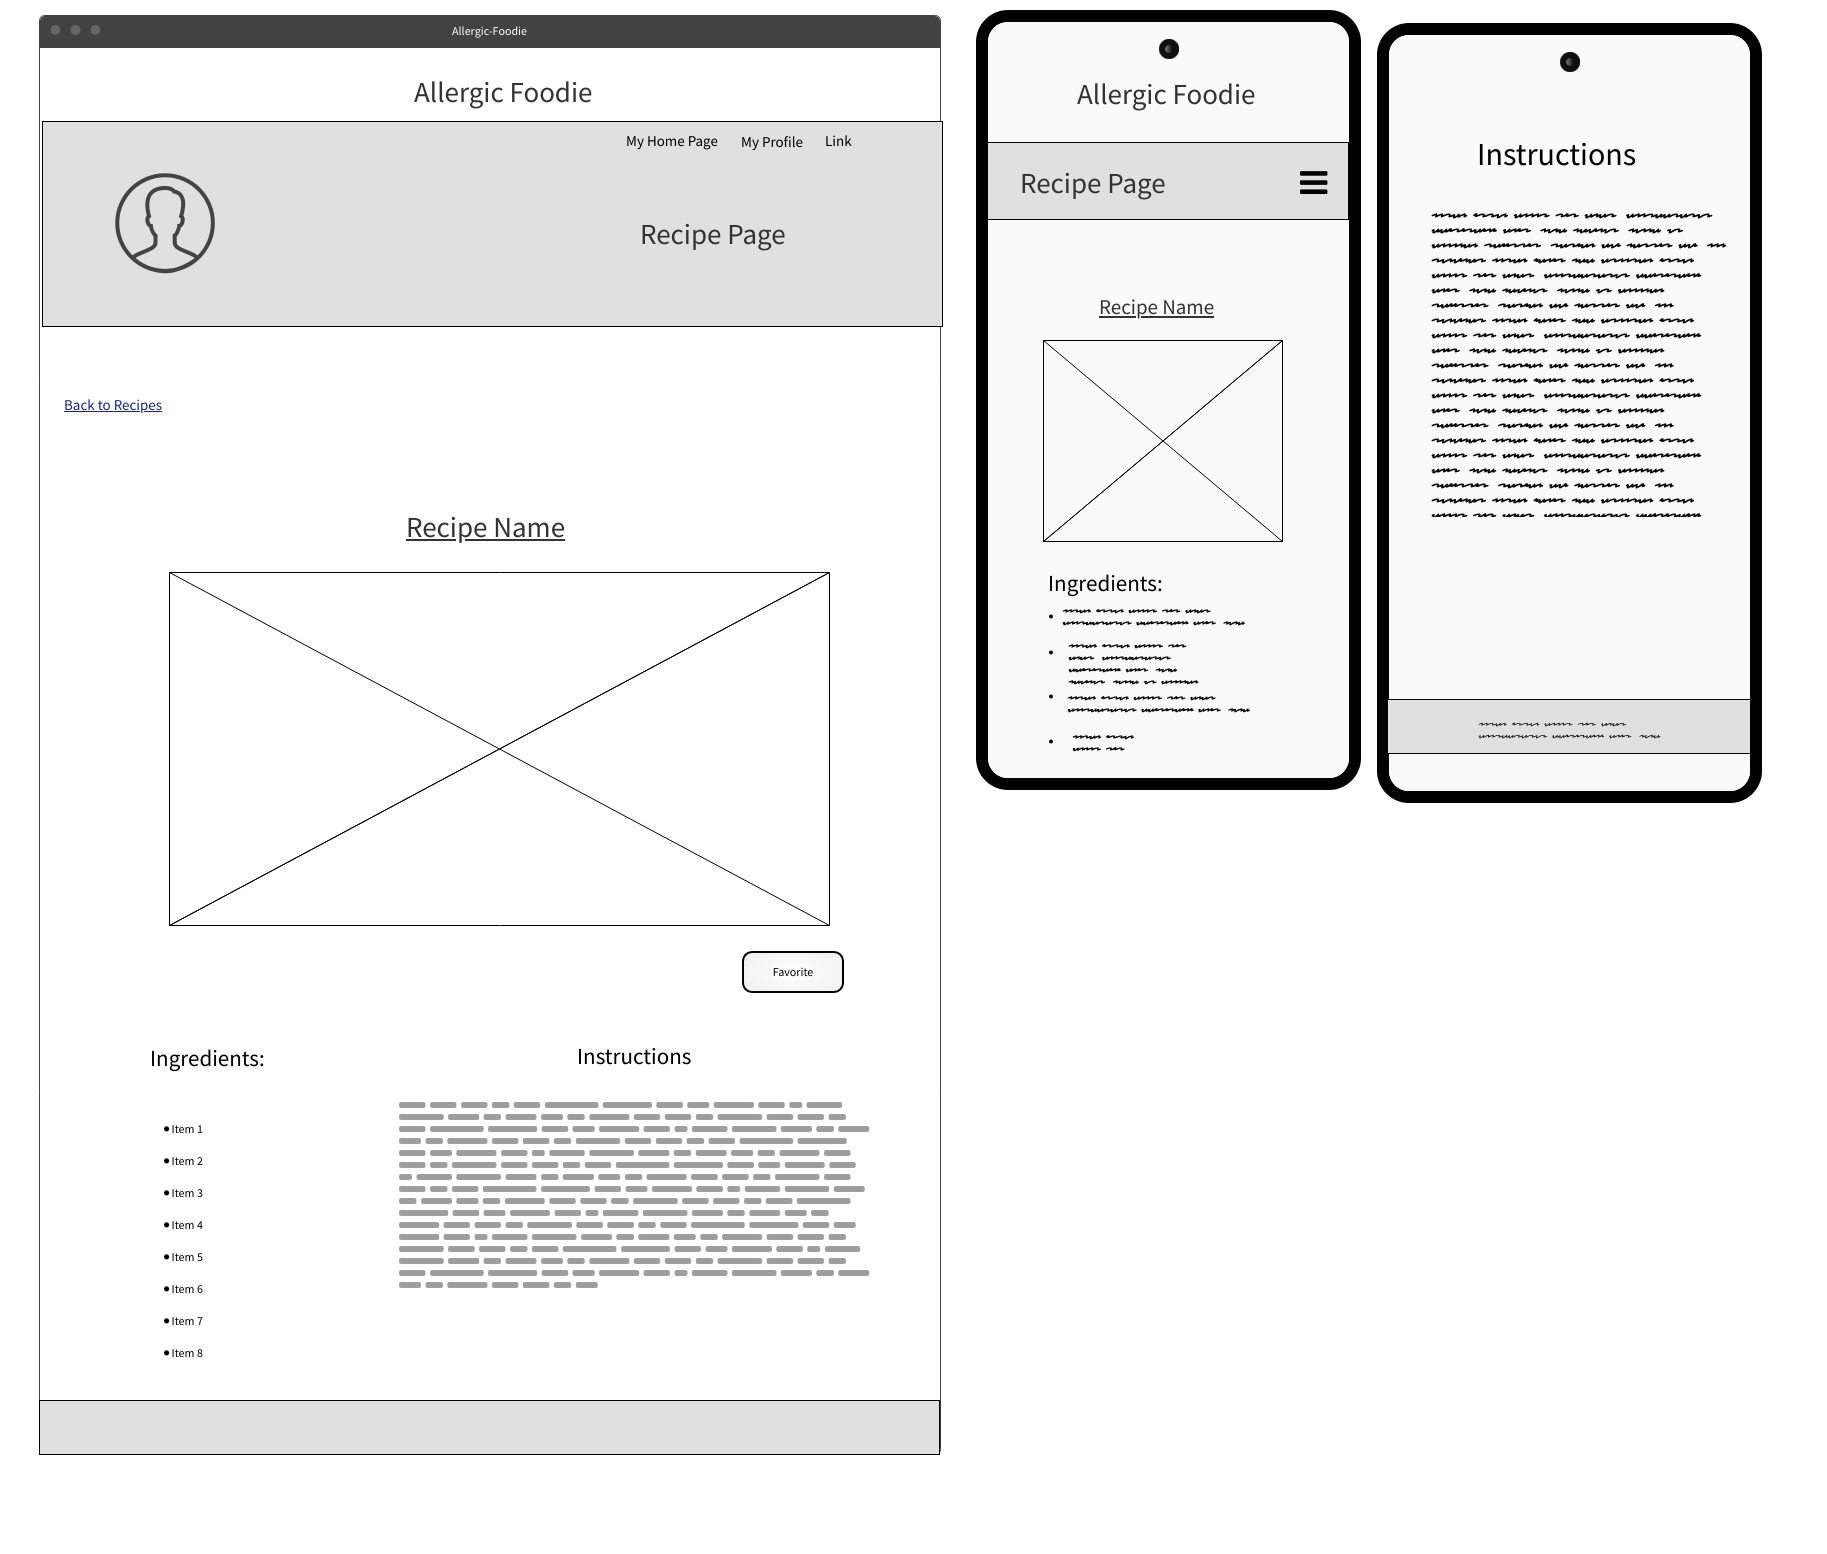 Allergic-Foodie
Allergic Foodie
My Home Page My Profile Link
Recipe Page
Back to Recipes
Recipe Name
Favorite
Ingredients:
Item 1
Item 2
Item 3
Item 4
Item 5
Item 6
Item 7
Item 8
Instructions
Allergic Foodie
Recipe Page
Recipe Name
Ingredients:
Instructions